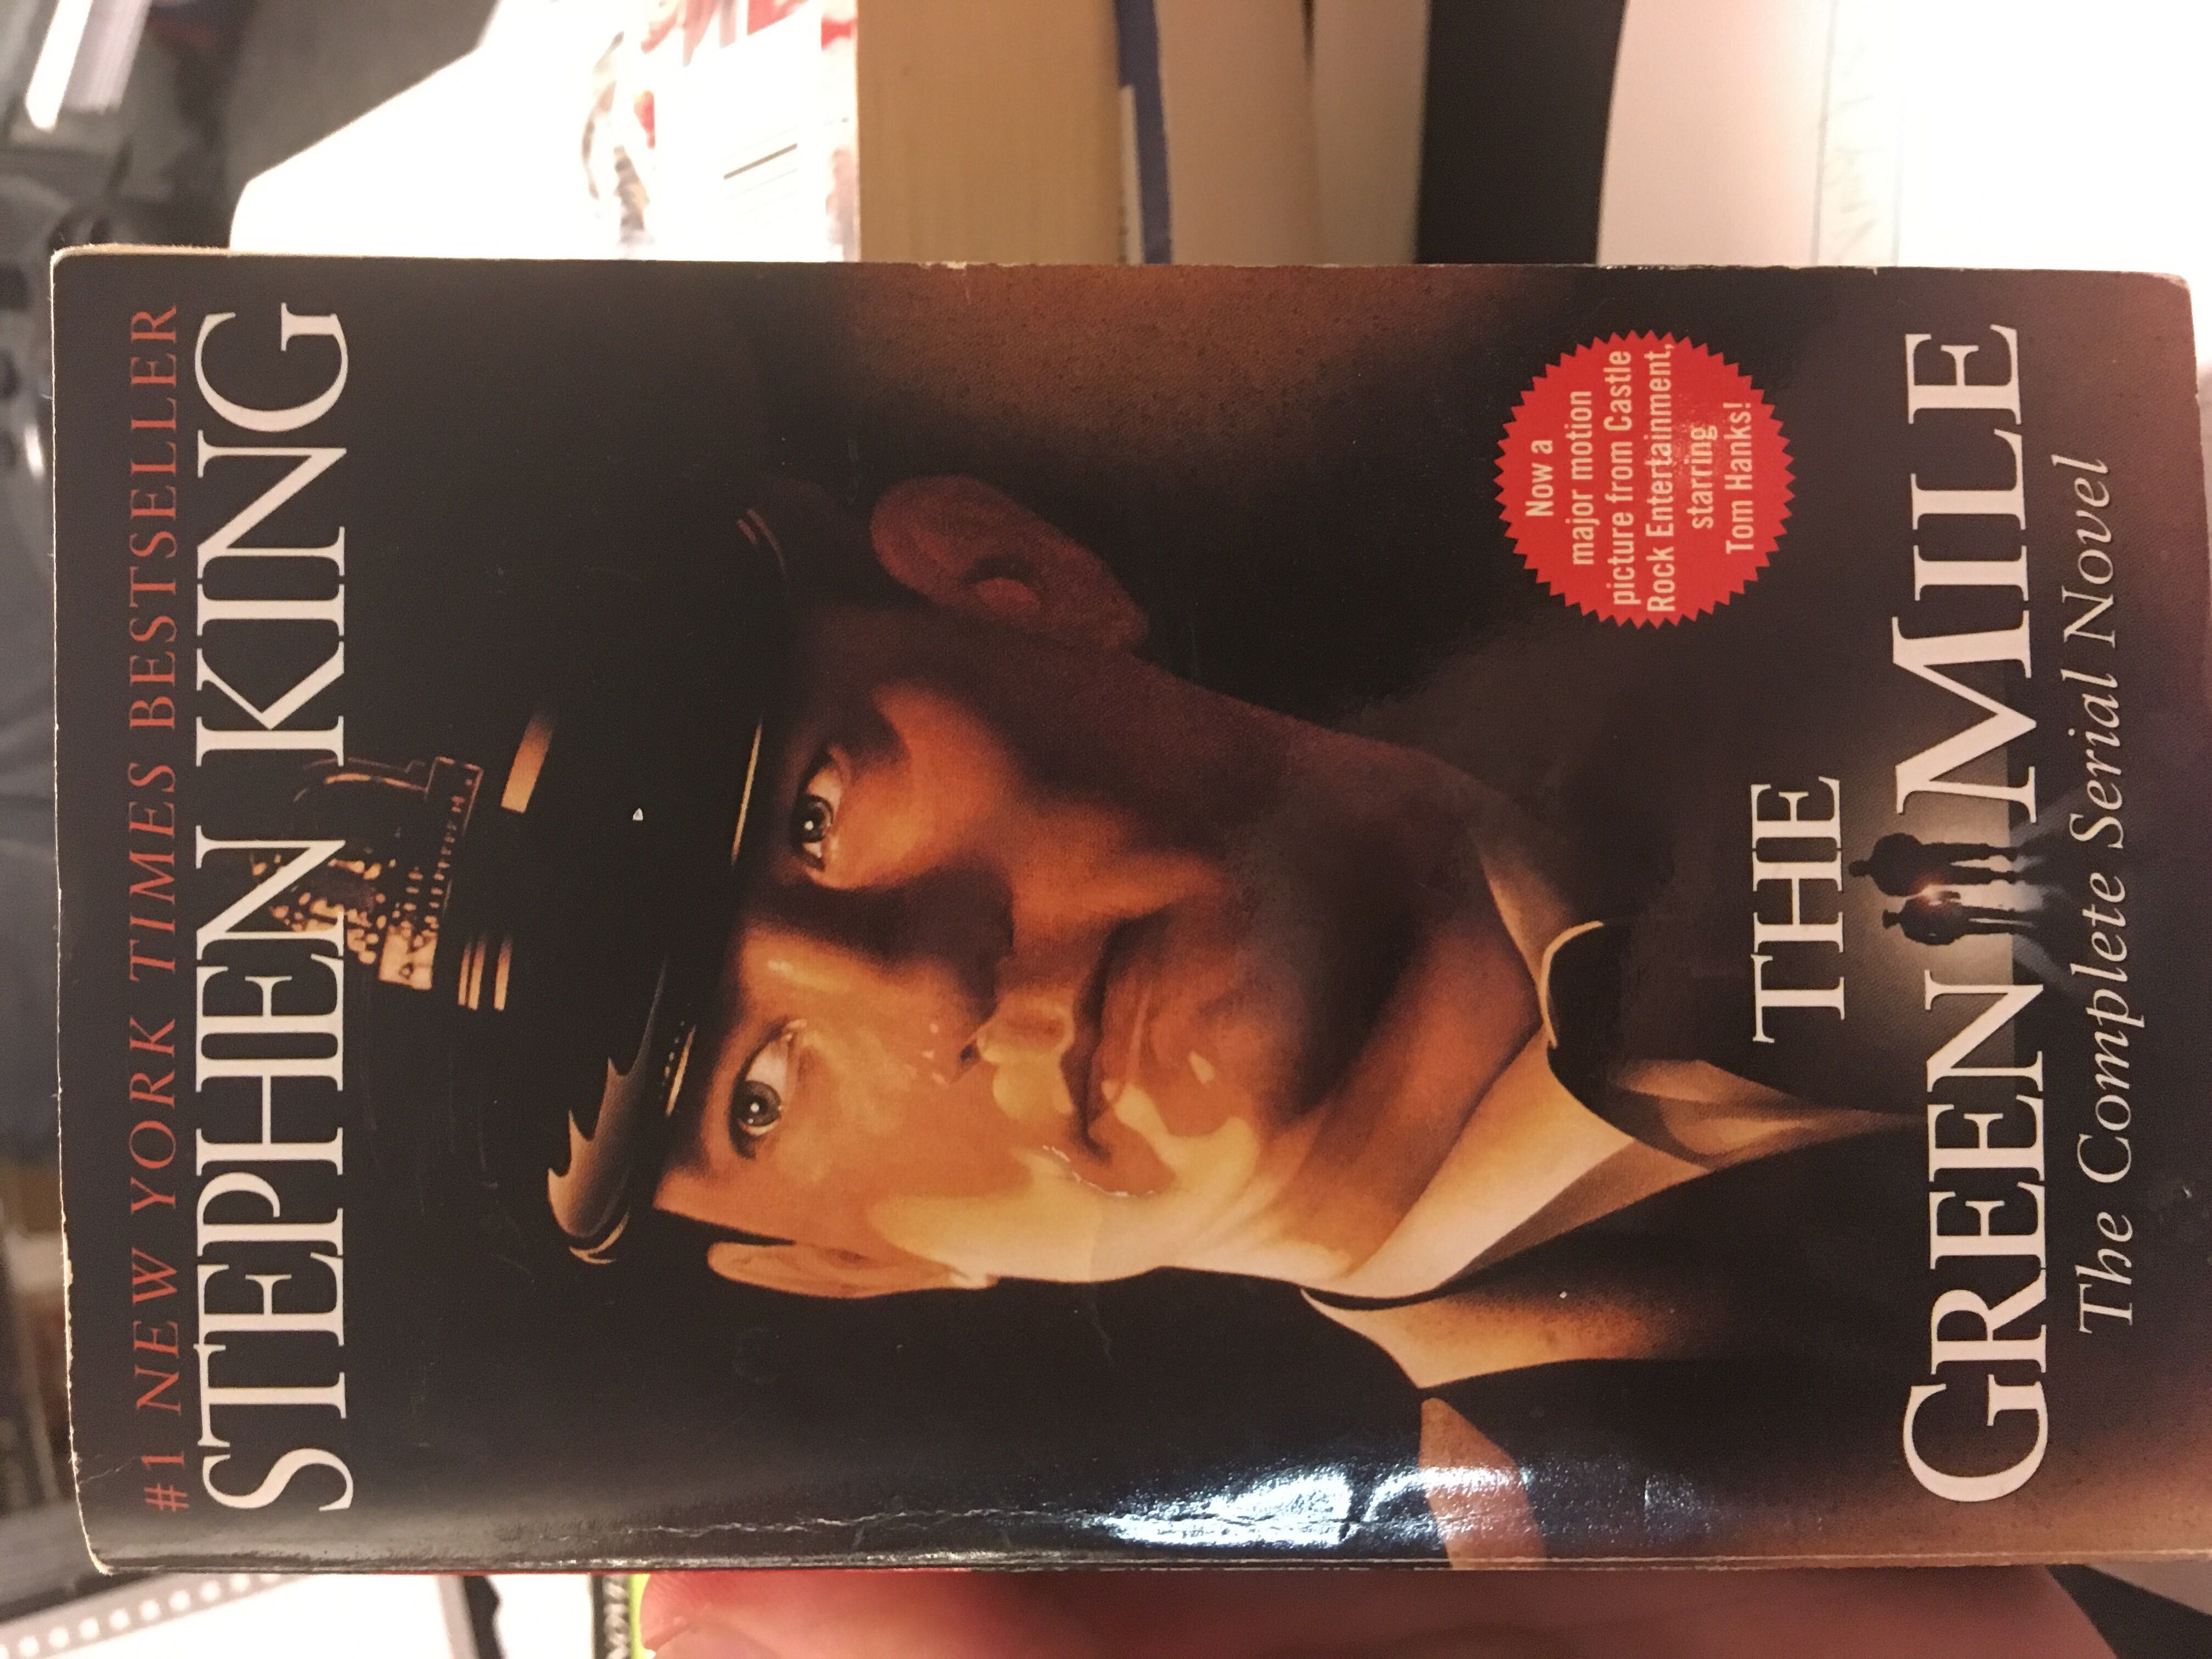 #1 NEW YORK TIMES BESTSELLER
STEPHEN KING
Now a
major motion
picture from Castle
Rock Entertainment,
starring
Tom Hanks!
THE
GREEN MILE
The Complete Serial Novel